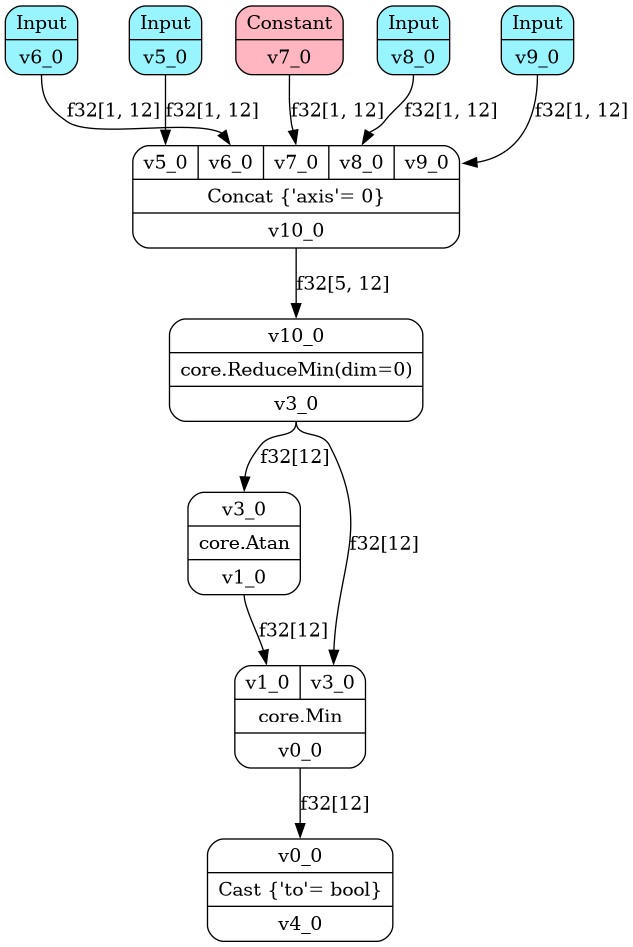 Input
v6_0
Input
v5_0
Constant
v7_0
Input
v8_0
Input
v9_0
f32[1, 12]
f32[1, 12]
f32[1, 12]
f32[1, 12]
f32[1, 12]
v5_0 v6_0 v7_0 v8_0 v9_0
Concat {'axis'= 0}
v10_0
f32[5, 12]
v10_0
core.ReduceMin(dim=0)
v3_0
f32[12]
v3_0
core.Atan
v1_0
f32[12]
f32[12]
v1_0 v3_0
core.Min
v0_0
f32[12]
v0_0
Cast {'to'= bool}
v4_0